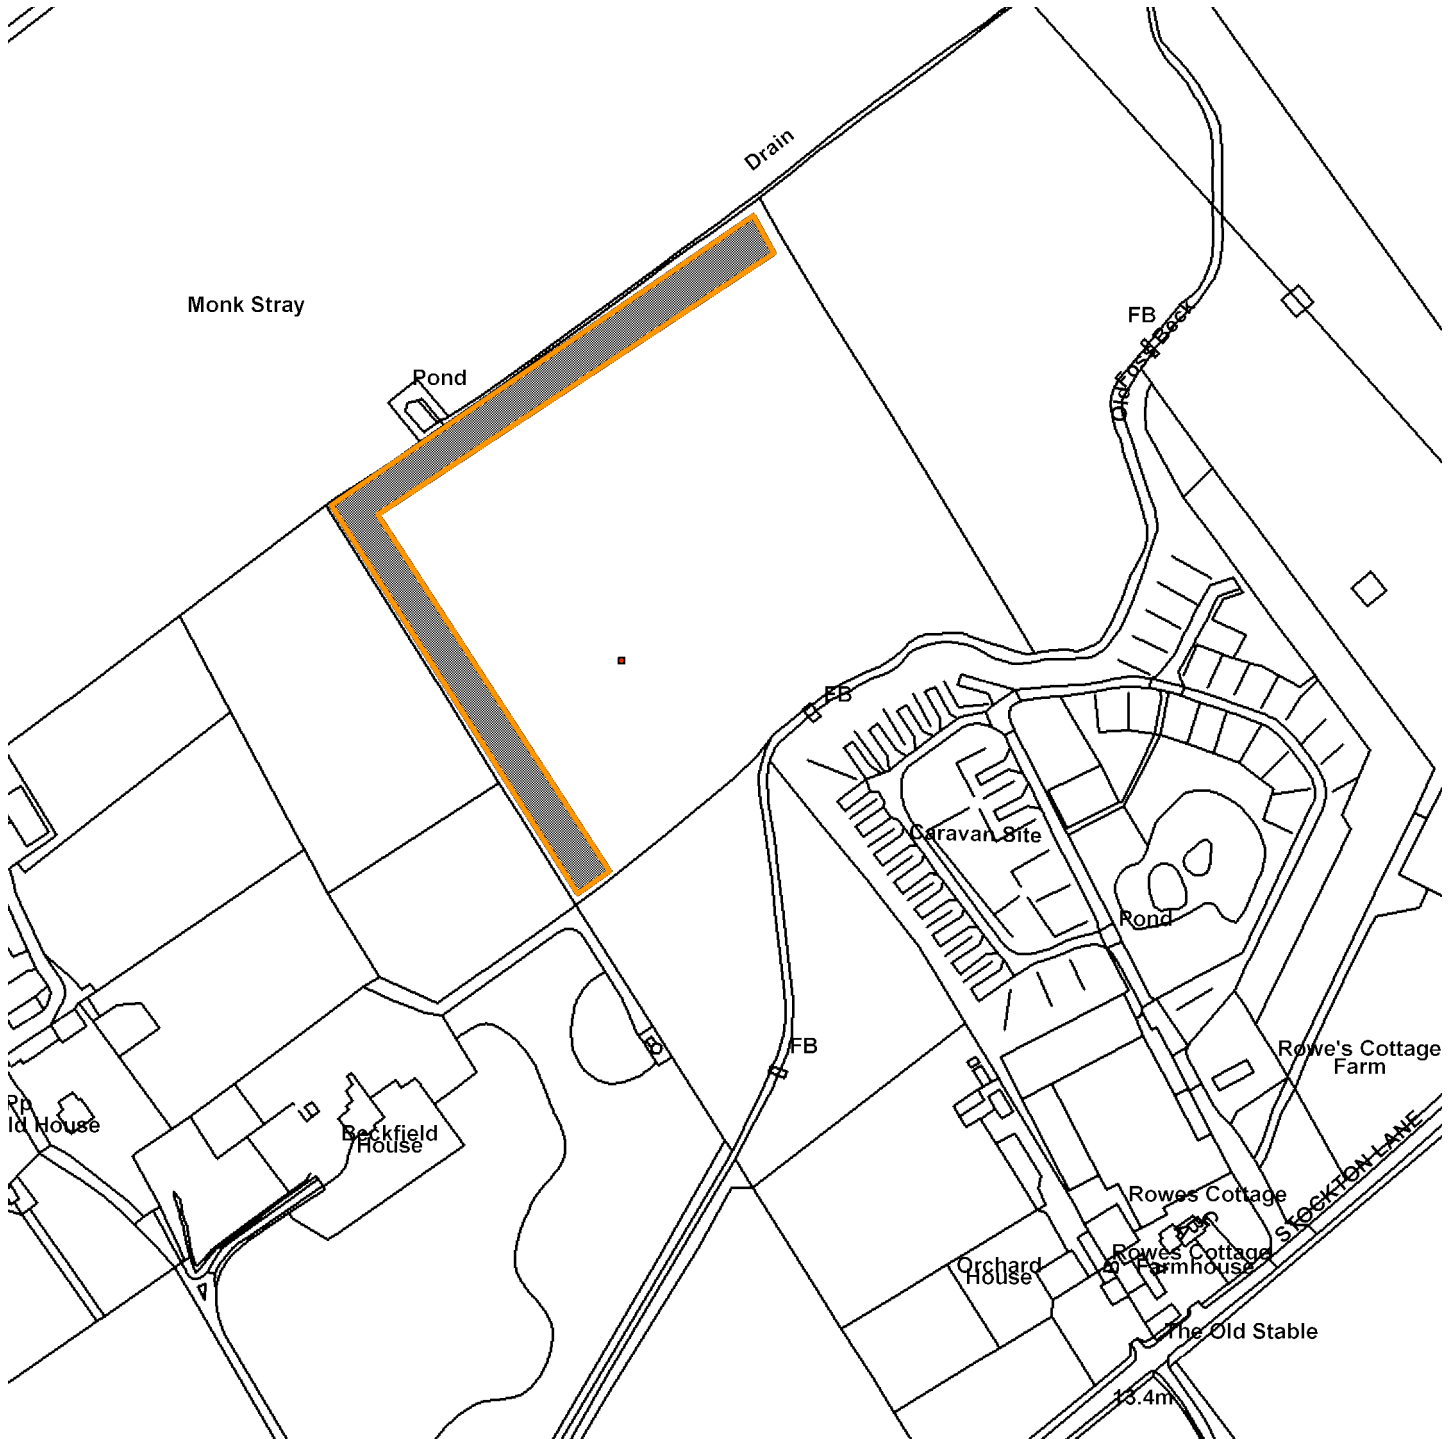 Drain
Monk Stray
FB
Old Foss Beck
Pond
FB
Caravan Site
Pond
FB
Rowe's Cottage
Farm
ld House
Beckfield
House
STOCKTON LANE
Rowes Cottage
Rowes Cottage
Farmhouse
Orchard
House
The Old Stable
13.4m